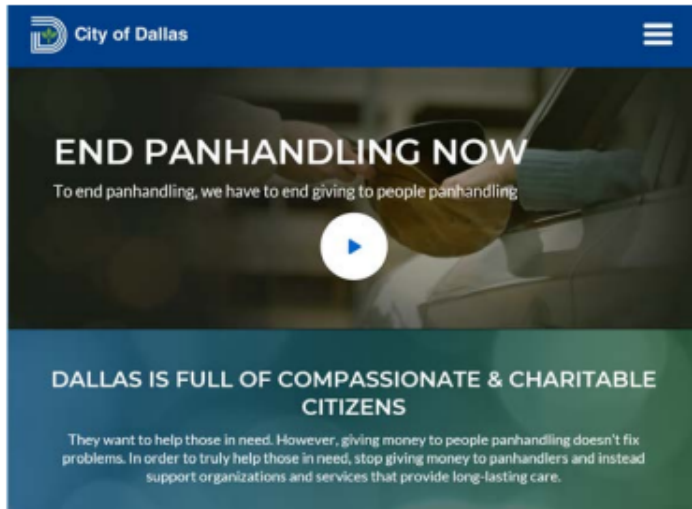 City of Dallas
END PANHANDLING NOW
To end panhandling, we have to end giving to people panhandling
DALLAS IS FULL OF COMPASSIONATE & CHARITABLE
CITIZENS
They want to help those in need. However, giving money to people panhandling doesn't fix
problems. In order to truly help those in need, stop giving money to panhandlers and instead
support organizations and services that provide long-lasting care.